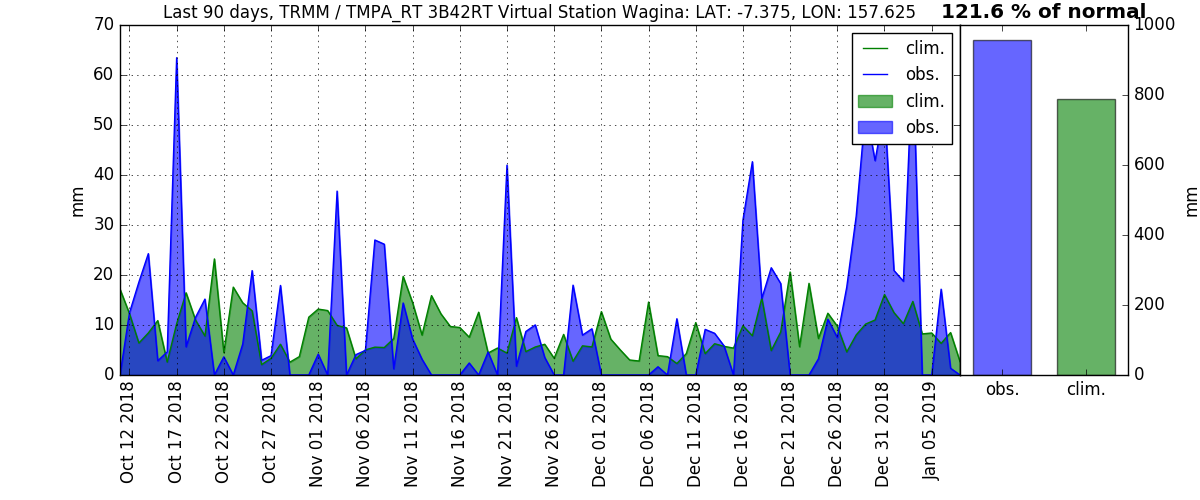 Last 90 days, TRMM / TMPA_RT 3B42RT Virtual Station Wagina: LAT: -7.375, LON: 157.625
121.6 % of normal
70
60
50
40
30
20
10
0
mm
clim.
obs.
clim.
obs.
1000
800
600
400
200
0
mm
obs.
clim.
Oct 12 2018
Oct 17 2018
Oct 22 2018
Oct 27 2018
Nov 01 2018
Nov 06 2018
Nov 11 2018
Nov 16 2018
Nov 21 2018
Nov 26 2018
Dec 01 2018
Dec 06 2018
Dec 11 2018
Dec 16 2018
Dec 21 2018
Dec 26 2018
Dec 31 2018
Jan 05 2019